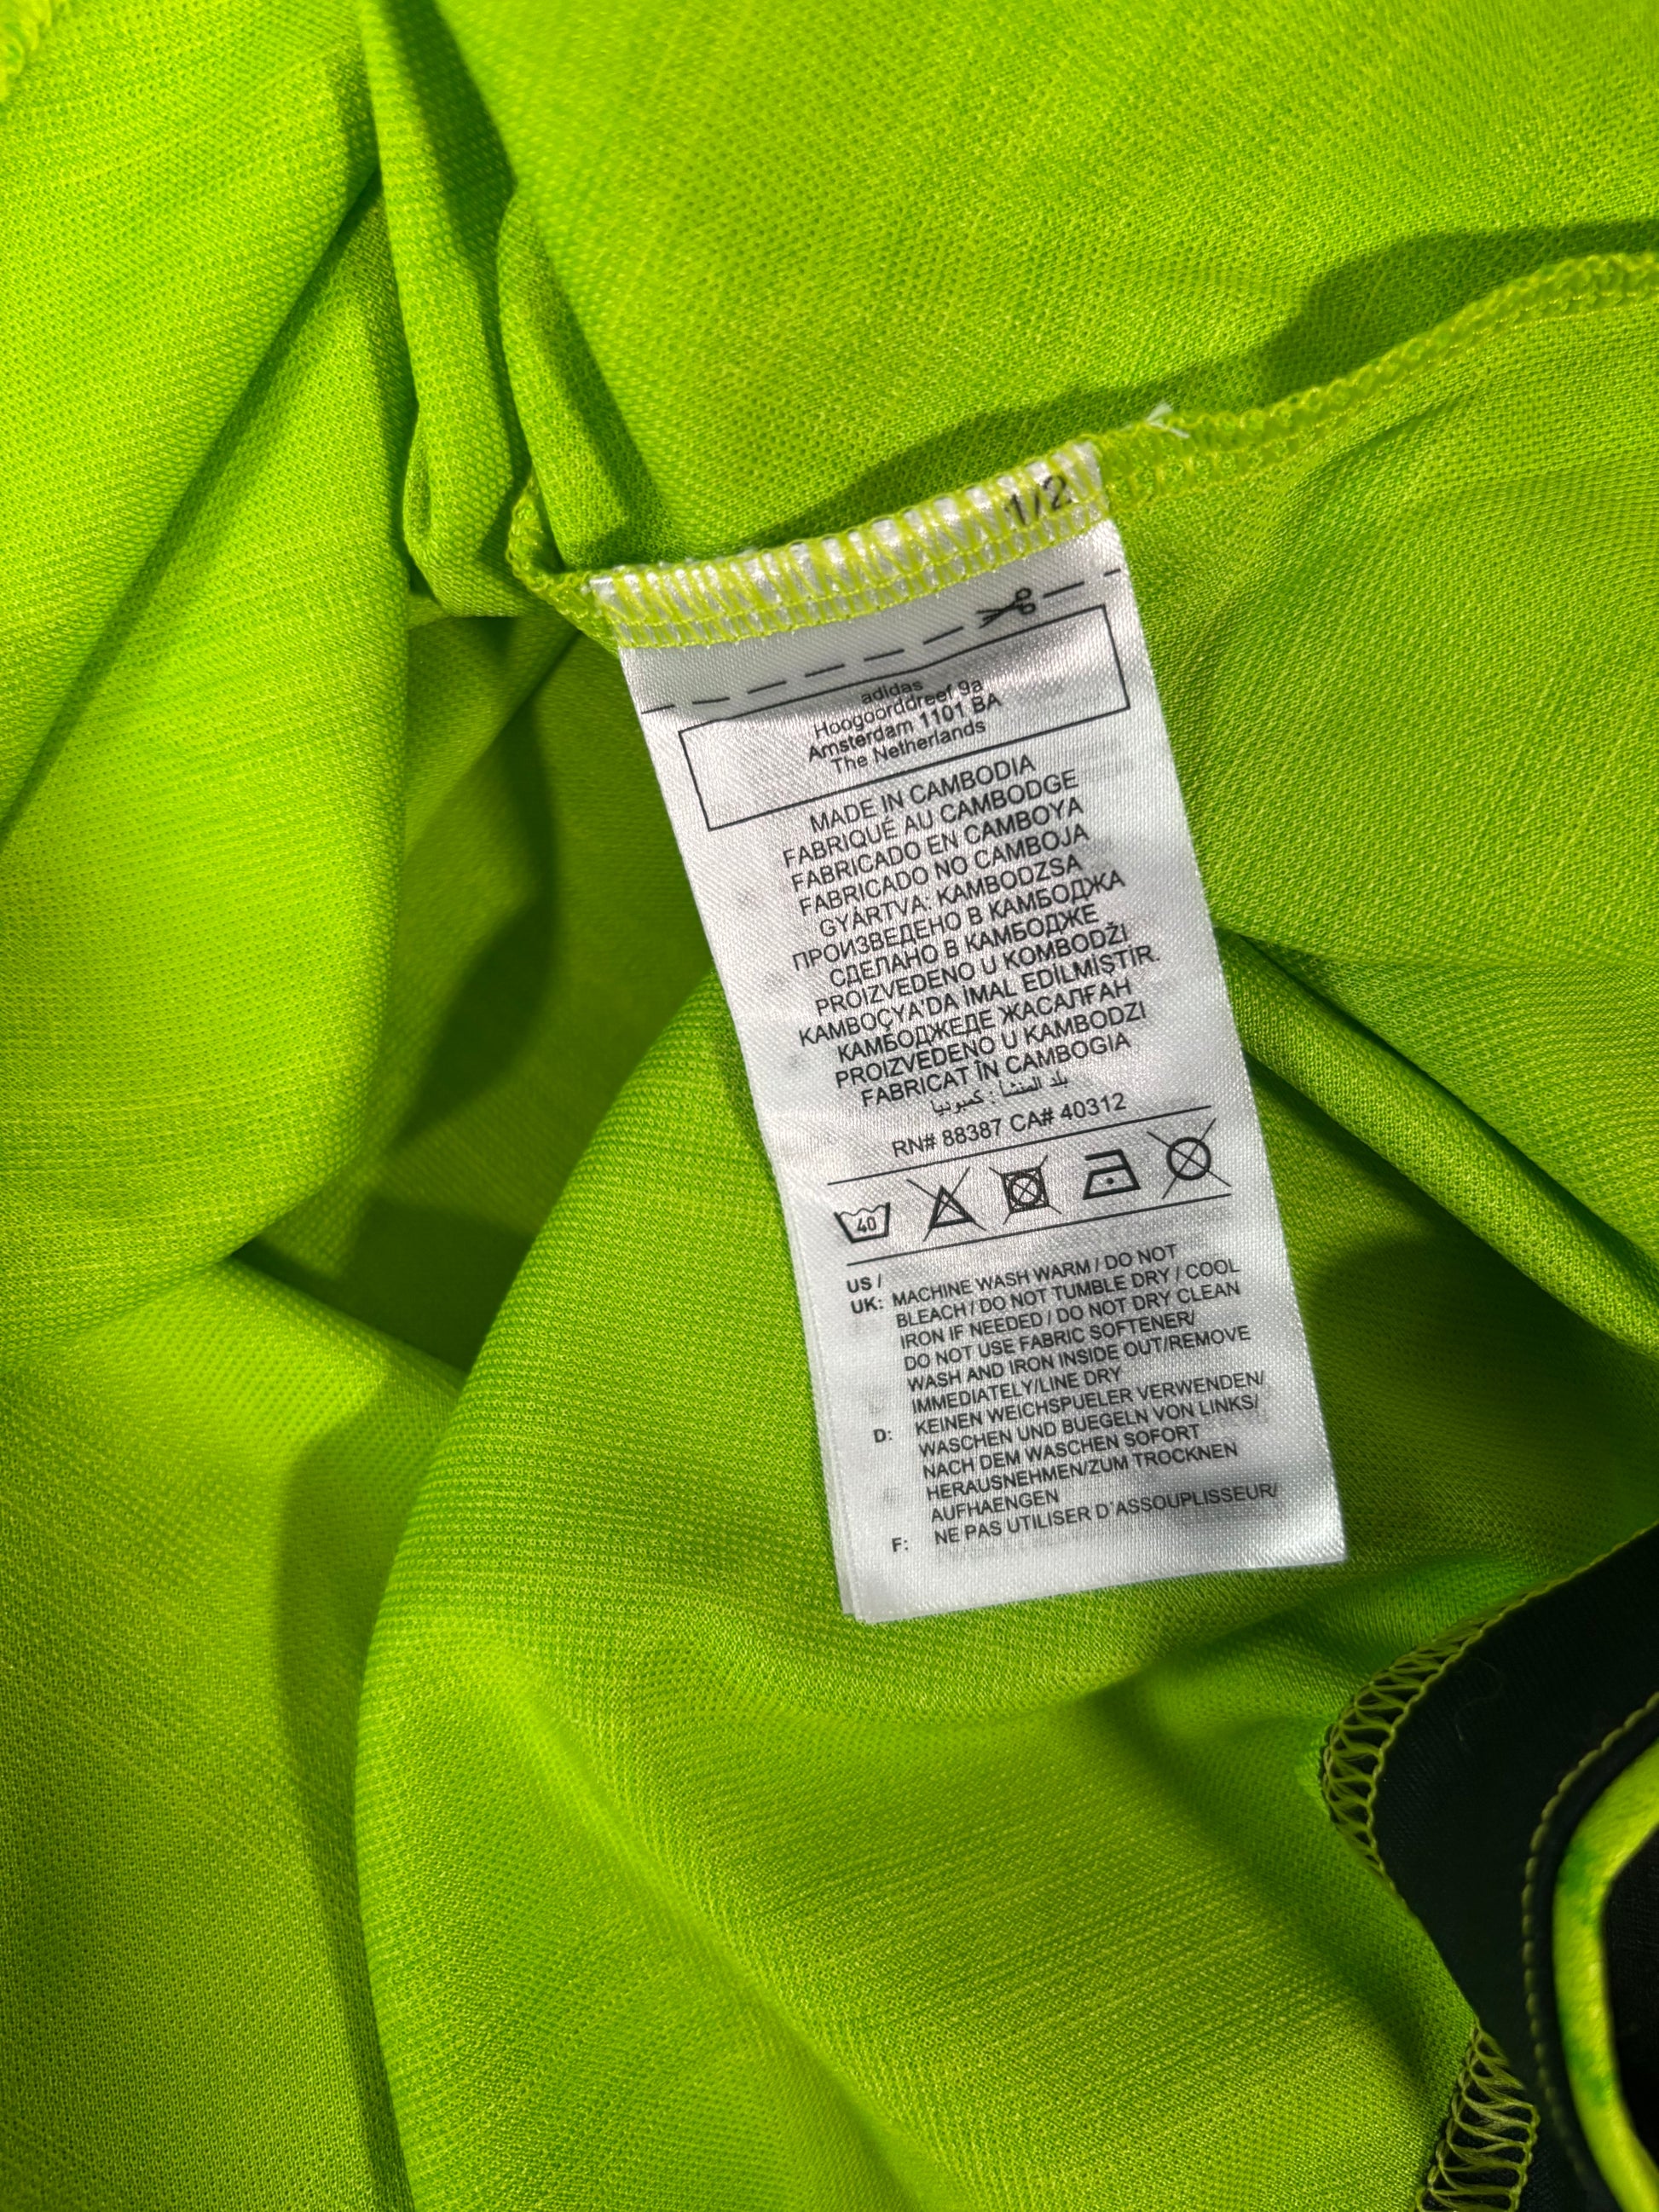 1/2
adidas
Hoogoorddreef 9a
Amsterdam 1101 BA
The Netherlands
MADE IN CAMBODIA
FABRIQUÉ AU CAMBODGE
FABRICADO EN CAMBOYA
FABRICADO NO CAMBOJA
GYÁRTVA: KAMBODZSA
ПРОИЗВЕДЕНО В КАМБОДЖА
СДЕЛАНО В КАМБОДЖЕ
PROIZVEDENO U KOMBODŽI
KAMBOÇYA'DA İMAL EDİLMİŞTİR.
КАМБОДЖЕДЕ ЖАСАЛҒАН
PROIZVEDENO U KAMBODZI
FABRICAT ÎN CAMBOGIA
بلد المنشأ : كمبوديا
RN# 88387 CA# 40312
40
US /
UK: MACHINE WASH WARM / DO NOT
BLEACH / DO NOT TUMBLE DRY / COOL
IRON IF NEEDED / DO NOT DRY CLEAN
DO NOT USE FABRIC SOFTENER/
WASH AND IRON INSIDE OUT/REMOVE
IMMEDIATELY/LINE DRY
D: KEINEN WEICHSPUELER VERWENDEN/
WASCHEN UND BUEGELN VON LINKS/
NACH DEM WASCHEN SOFORT
HERAUSNEHMEN/ZUM TROCKNEN
AUFHAENGEN
F: NE PAS UTILISER D'ASSOUPLISSEUR/